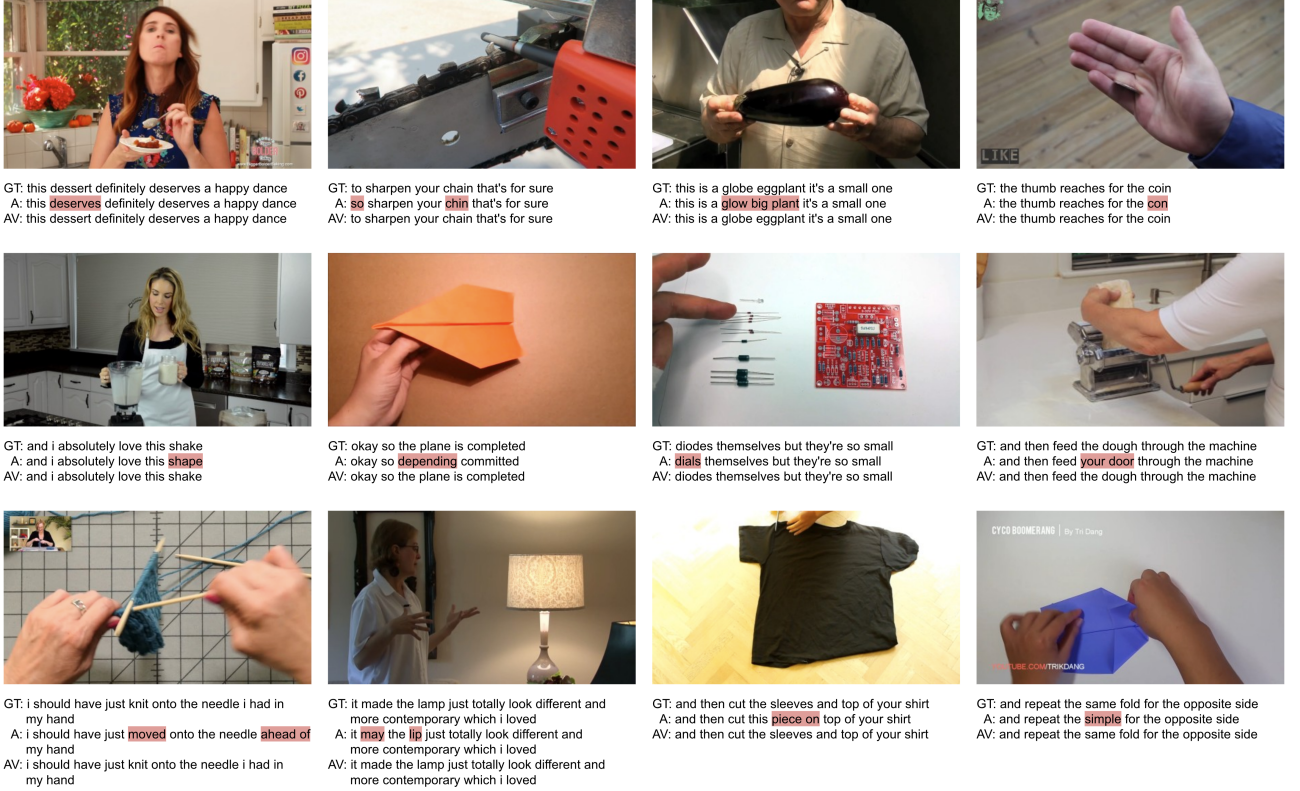 GT: this dessert definitely deserves a happy dance
A: this deserves definitely deserves a happy dance
AV: this dessert definitely deserves a happy dance
GT: to sharpen your chain that's for sure
A: so sharpen your chin that's for sure
AV: to sharpen your chain that's for sure
GT: this is a globe eggplant it's a small one
A: this is a glow big plant it's a small one
AV: this is a globe eggplant it's a small one
LIKE
GT: the thumb reaches for the coin
A: the thumb reaches for the con
AV: the thumb reaches for the coin
GT: and i absolutely love this shake
A: and i absolutely love this shape
AV: and i absolutely love this shake
GT: okay so the plane is completed
A: okay so depending committed
AV: okay so the plane is completed
GT: diodes themselves but they're so small
A: dials themselves but they're so small
AV: diodes themselves but they're so small
GT: and then feed the dough through the machine
A: and then feed your door through the machine
AV: and then feed the dough through the machine
GT: i should have just knit onto the needle i had in
my hand
A: i should have just moved onto the needle ahead of
my hand
AV: i should have just knit onto the needle i had in
my hand
GT: it made the lamp just totally look different and
more contemporary which i loved
A: it may the lip just totally look different and
more contemporary which i loved
AV: it made the lamp just totally look different and
more contemporary which i loved
GT: and then cut the sleeves and top of your shirt
A: and then cut this piece on top of your shirt
AV: and then cut the sleeves and top of your shirt
CYCO BOOMERANG | By Tri Dang
YOUTUBE.COM/TRIKDANG
GT: and repeat the same fold for the opposite side
A: and repeat the simple for the opposite side
AV: and repeat the same fold for the opposite side